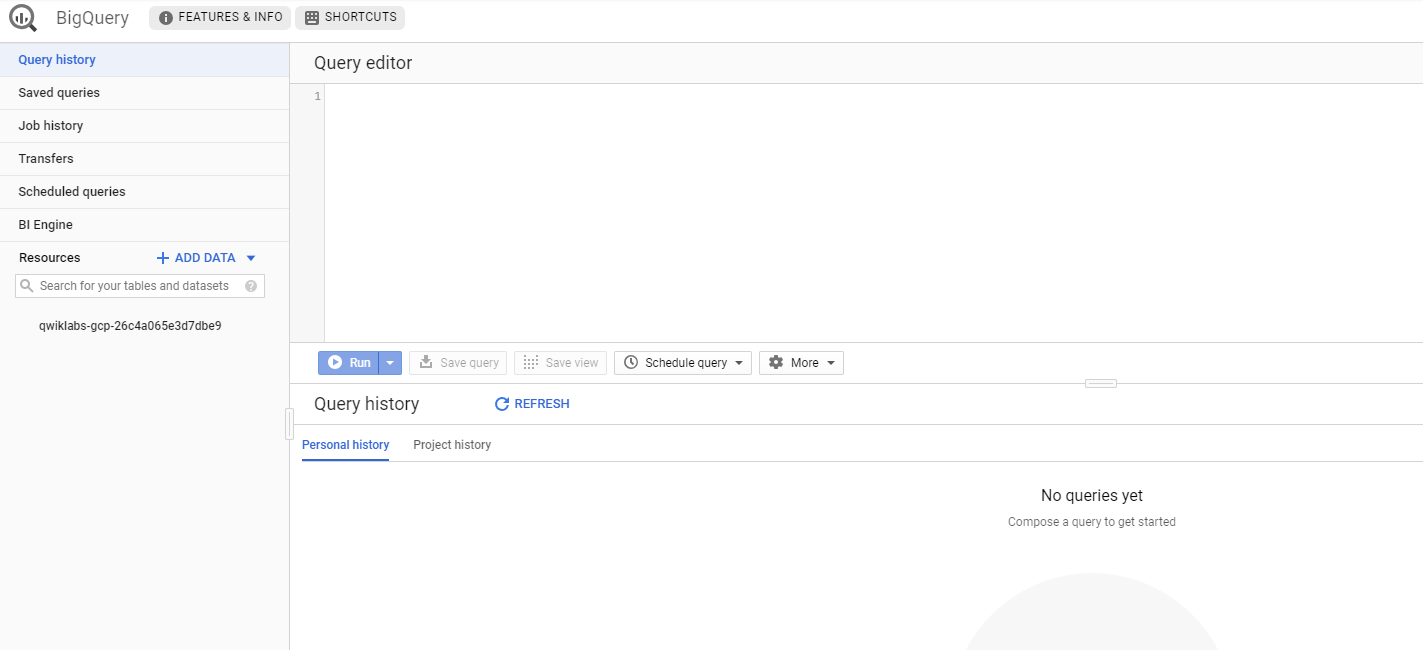 BigQuery
FEATURES & INFO
SHORTCUTS
Query history
Saved queries
Job history
Transfers
Scheduled queries
BI Engine
Resources
ADD DATA
Search for your tables and datasets
?
qwiklabs-gcp-26c4a065e3d7dbe9
Query editor
1
Run
Save query
Save view
Schedule query
More
Query history
REFRESH
Personal history
Project history
No queries yet
Compose a query to get started